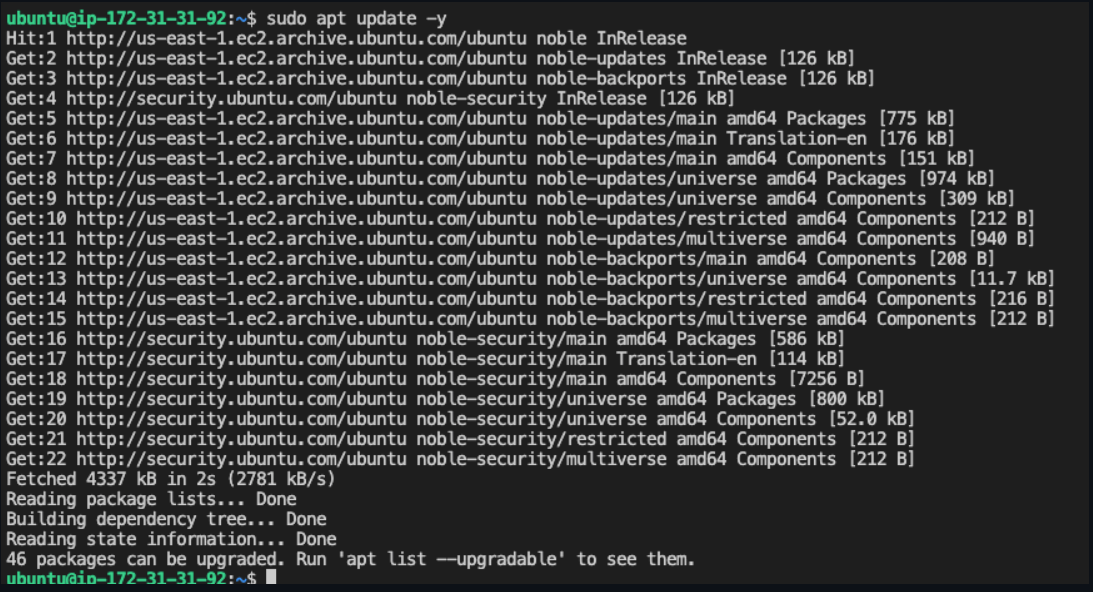 ubuntu@ip-172-31-31-92:~$ sudo apt update -y
Hit:1 http://us-east-1.ec2.archive.ubuntu.com/ubuntu noble InRelease
Get:2 http://us-east-1.ec2.archive.ubuntu.com/ubuntu noble-updates InRelease [126 kB]
Get:3 http://us-east-1.ec2.archive.ubuntu.com/ubuntu noble-backports InRelease [126 kB]
Get:4 http://security.ubuntu.com/ubuntu noble-security InRelease [126 kB]
Get:5 http://us-east-1.ec2.archive.ubuntu.com/ubuntu noble-updates/main amd64 Packages [775 kB]
Get:6 http://us-east-1.ec2.archive.ubuntu.com/ubuntu noble-updates/main Translation-en [176 kB]
Get:7 http://us-east-1.ec2.archive.ubuntu.com/ubuntu noble-updates/main amd64 Components [151 kB]
Get:8 http://us-east-1.ec2.archive.ubuntu.com/ubuntu noble-updates/universe amd64 Packages [974 kB]
Get:9 http://us-east-1.ec2.archive.ubuntu.com/ubuntu noble-updates/universe amd64 Components [309 kB]
Get:10 http://us-east-1.ec2.archive.ubuntu.com/ubuntu noble-updates/restricted amd64 Components [212 B]
Get:11 http://us-east-1.ec2.archive.ubuntu.com/ubuntu noble-updates/multiverse amd64 Components [940 B]
Get:12 http://us-east-1.ec2.archive.ubuntu.com/ubuntu noble-backports/main amd64 Components [208 B]
Get:13 http://us-east-1.ec2.archive.ubuntu.com/ubuntu noble-backports/universe amd64 Components [11.7 kB]
Get:14 http://us-east-1.ec2.archive.ubuntu.com/ubuntu noble-backports/restricted amd64 Components [216 B]
Get:15 http://us-east-1.ec2.archive.ubuntu.com/ubuntu noble-backports/multiverse amd64 Components [212 B]
Get:16 http://security.ubuntu.com/ubuntu noble-security/main amd64 Packages [586 kB]
Get:17 http://security.ubuntu.com/ubuntu noble-security/main Translation-en [114 kB]
Get:18 http://security.ubuntu.com/ubuntu noble-security/main amd64 Components [7256 B]
Get:19 http://security.ubuntu.com/ubuntu noble-security/universe amd64 Packages [800 kB]
Get:20 http://security.ubuntu.com/ubuntu noble-security/universe amd64 Components [52.0 kB]
Get:21 http://security.ubuntu.com/ubuntu noble-security/restricted amd64 Components [212 B]
Get:22 http://security.ubuntu.com/ubuntu noble-security/multiverse amd64 Components [212 B]
Fetched 4337 kB in 2s (2781 kB/s)
Reading package lists... Done
Building dependency tree... Done
Reading state information... Done
46 packages can be upgraded. Run 'apt list --upgradable' to see them.
ubuntu@ip-172-31-31-92:~$